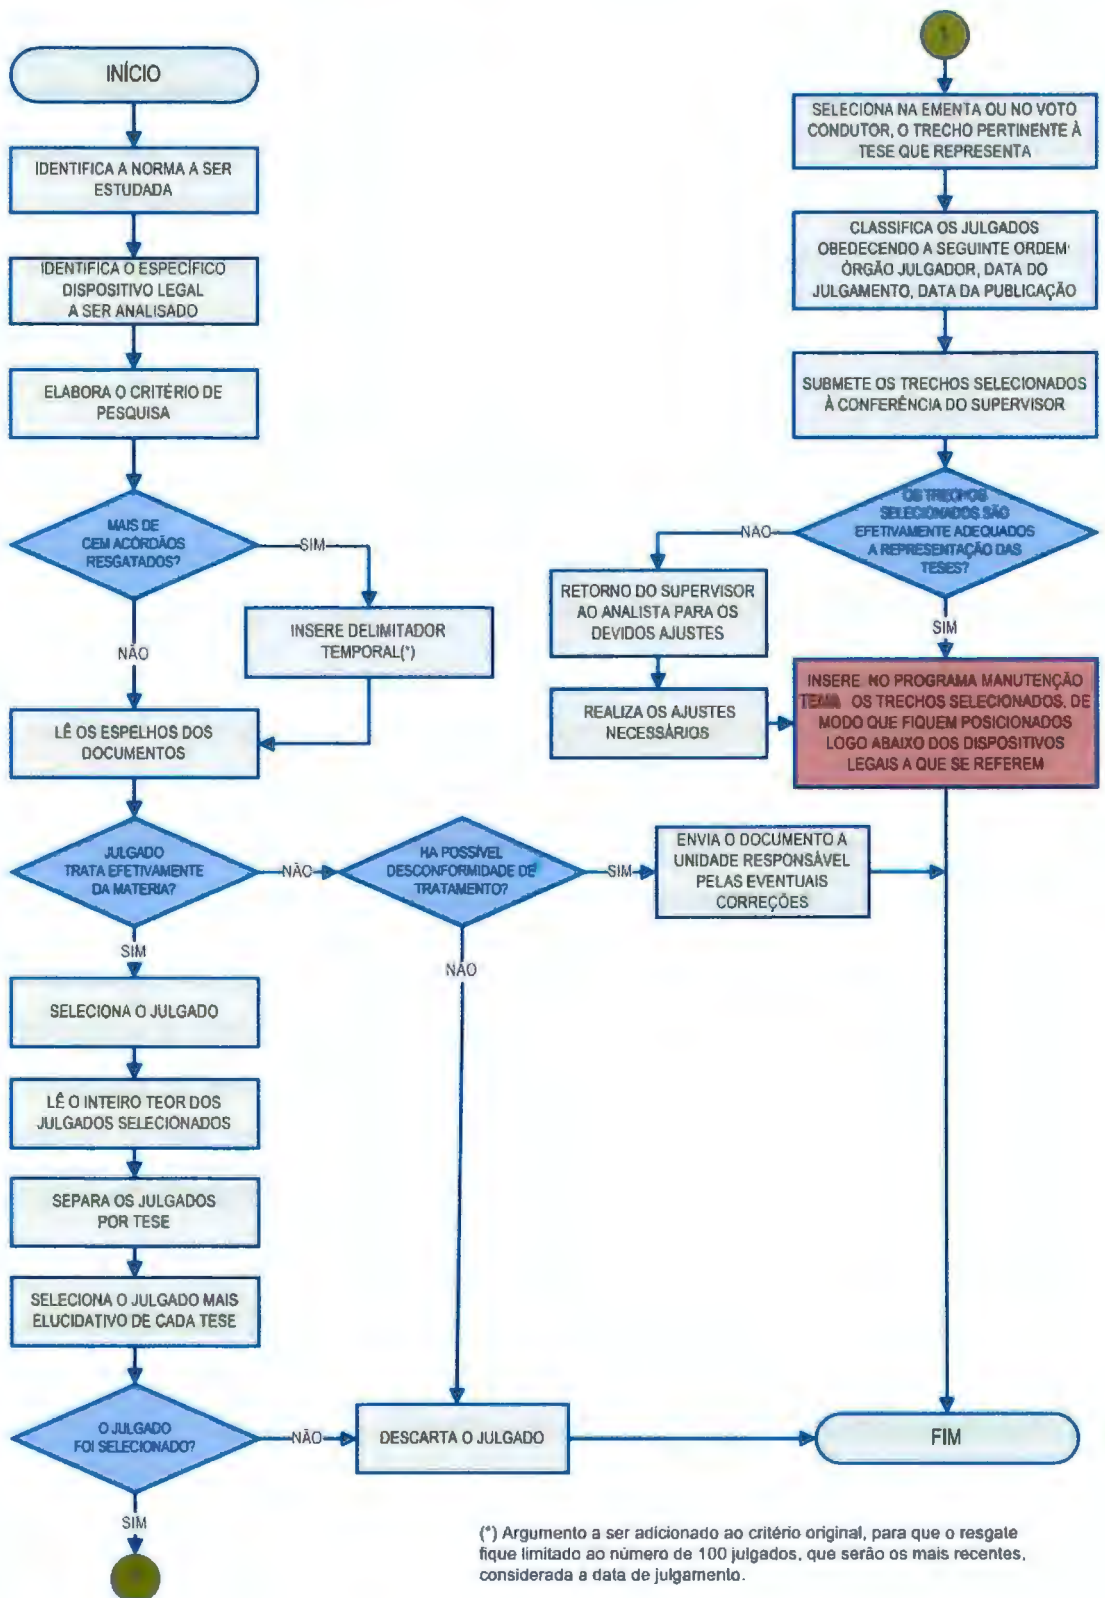 INÍCIO
IDENTIFICA A NORMA A SER
ESTUDADA
IDENTIFICA O ESPECÍFICO
DISPOSITIVO LEGAL
A SER ANALISADO
ELABORA O CRITÉRIO DE
PESQUISA
MAIS DE
CEM ACÓRDÃOS
RESGATADOS?
SIM
INSERE DELIMITADOR
TEMPORAL(*)
NÃO
LÊ OS ESPELHOS DOS
DOCUMENTOS
JULGADO
TRATA EFETIVAMENTE
DA MATERIA?
NÃO
HA POSSÍVEL
DESCONFORMIDADE DE
TRATAMENTO?
SIM
ENVIA O DOCUMENTO A
UNIDADE RESPONSÁVEL
PELAS EVENTUAIS
CORREÇÕES
SIM
NÃO
SELECIONA O JULGADO
LÊ O INTEIRO TEOR DOS
JULGADOS SELECIONADOS
SEPARA OS JULGADOS
POR TESE
SELECIONA O JULGADO MAIS
ELUCIDATIVO DE CADA TESE
O JULGADO
FOI SELECIONADO?
NÃO
DESCARTA O JULGADO
SIM
SELECIONA NA EMENTA OU NO VOTO
CONDUTOR, O TRECHO PERTINENTE À
TESE QUE REPRESENTA
CLASSIFICA OS JULGADOS
OBEDECENDO A SEGUINTE ORDEM:
ÓRGÃO JULGADOR, DATA DO
JULGAMENTO, DATA DA PUBLICAÇÃO
SUBMETE OS TRECHOS SELECIONADOS
À CONFERÊNCIA DO SUPERVISOR
OS TRECHOS
SELECIONADOS SÃO
EFETIVAMENTE ADEQUADOS
A REPRESENTAÇÃO DAS
TESES?
NÃO
RETORNO DO SUPERVISOR
AO ANALISTA PARA OS
DEVIDOS AJUSTES
REALIZA OS AJUSTES
NECESSÁRIOS
SIM
INSERE NO PROGRAMA MANUTENÇÃO
TEMA OS TRECHOS SELECIONADOS, DE
MODO QUE FIQUEM POSICIONADOS
LOGO ABAIXO DOS DISPOSITIVOS
LEGAIS A QUE SE REFEREM
FIM
(*) Argumento a ser adicionado ao critério original, para que o resgate
fique limitado ao número de 100 julgados, que serão os mais recentes,
considerada a data de julgamento.